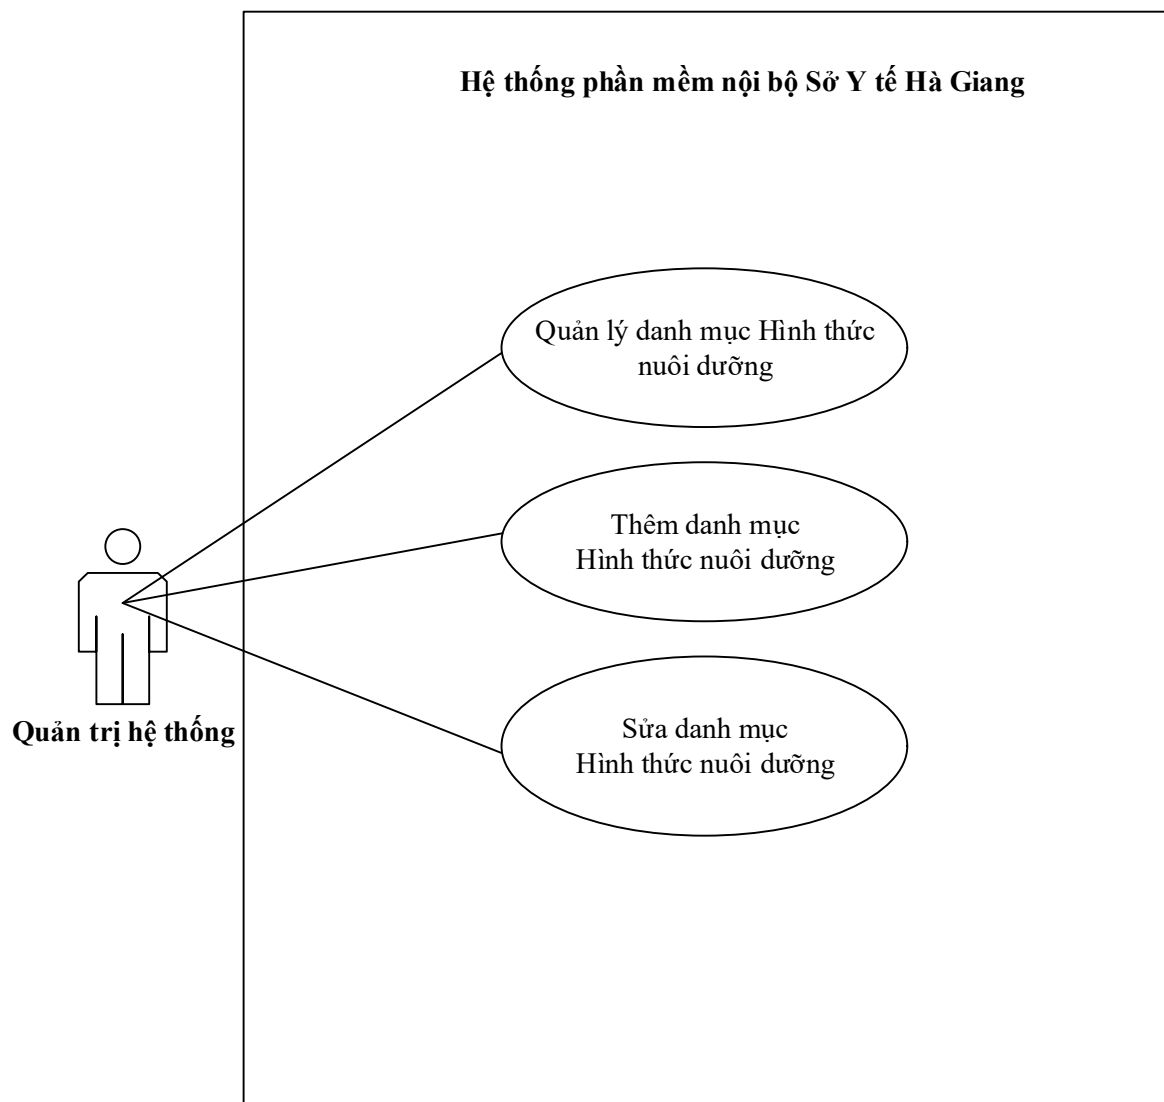 Hệ thống phần mềm nội bộ Sở Y tế Hà Giang
Quản lý danh mục Hình thức
nuôi dưỡng
Thêm danh mục
Hình thức nuôi dưỡng
Quản trị hệ thống
Sửa danh mục
Hình thức nuôi dưỡng